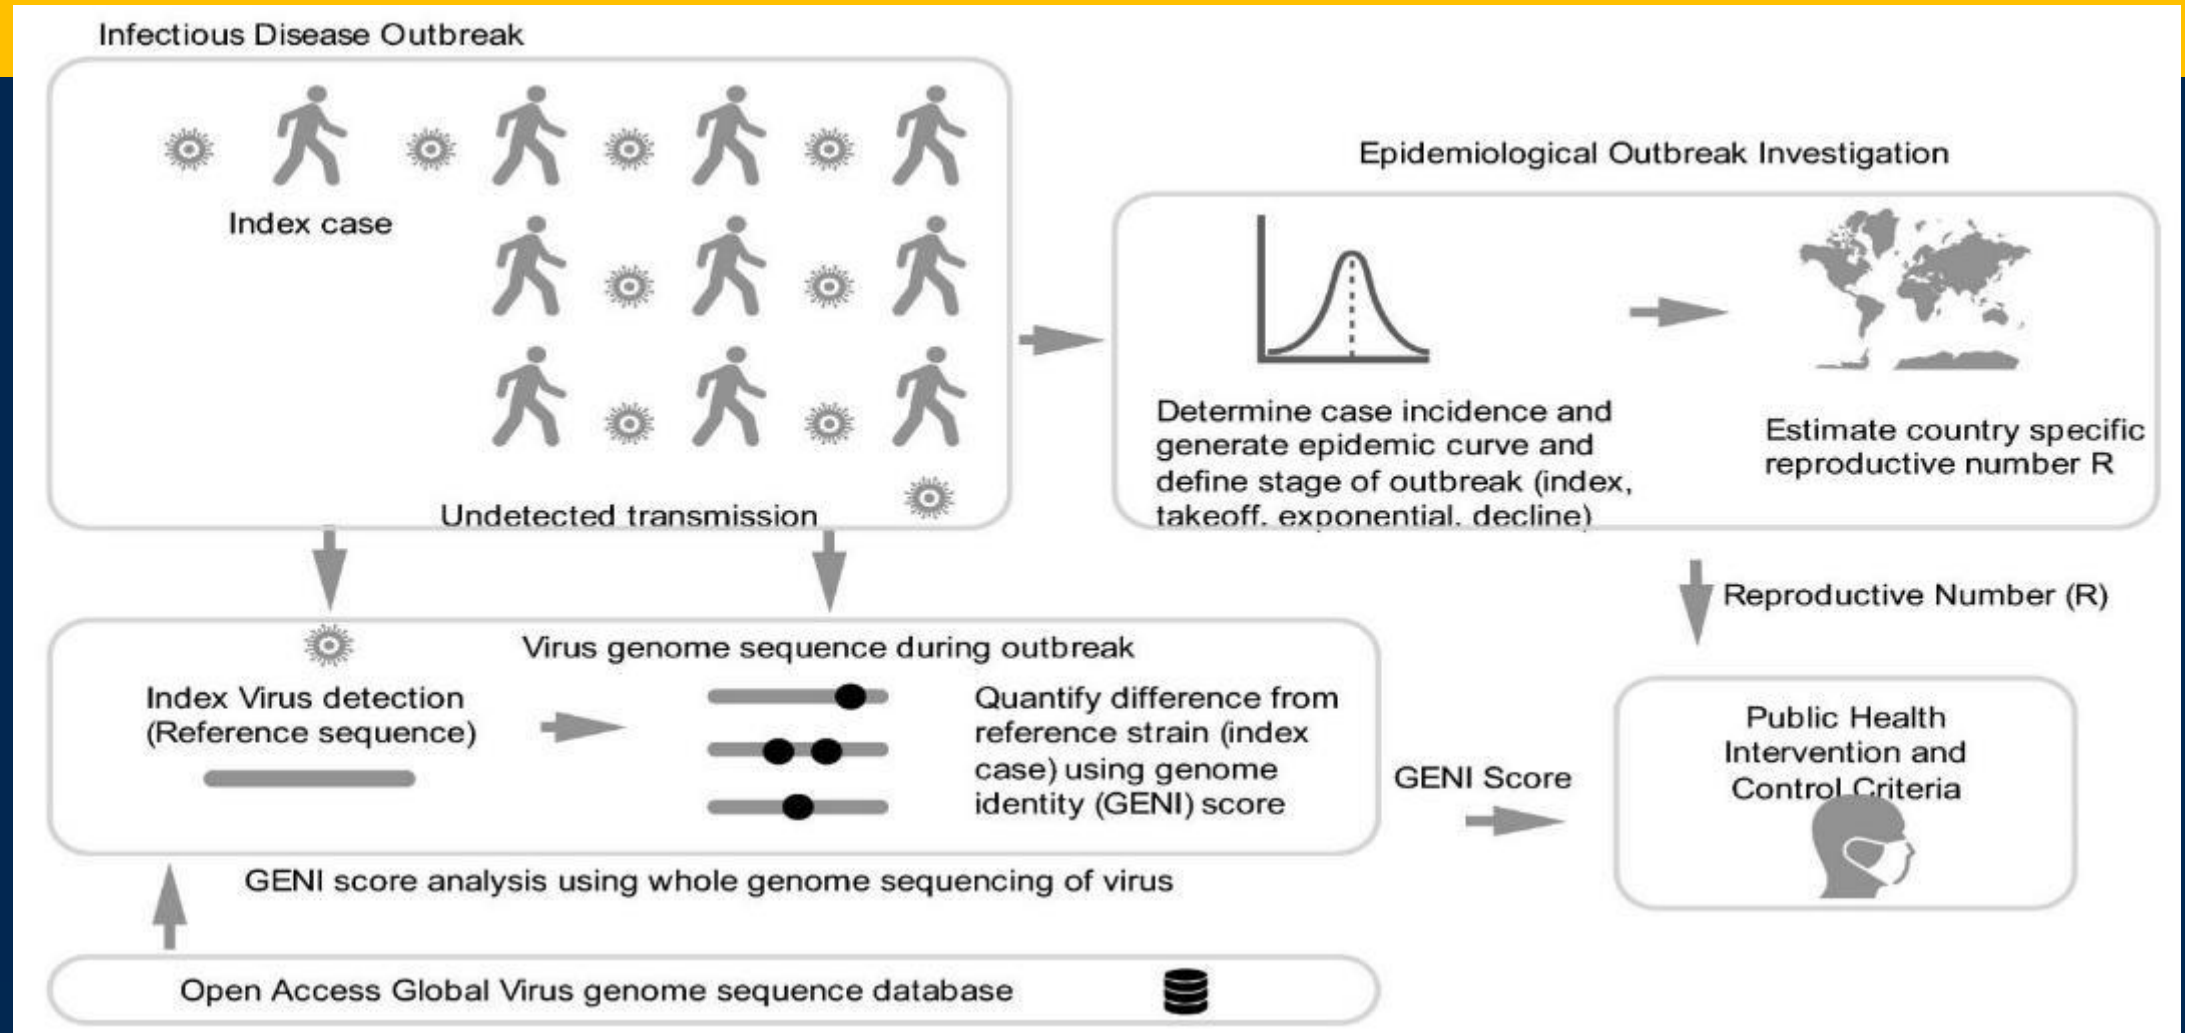 Infectious Disease Outbreak
Index case
Undetected transmission
Epidemiological Outbreak Investigation
Determine case incidence and
generate epidemic curve and
define stage of outbreak (index,
takeoff, exponential, decline)
Estimate country specific
reproductive number R
Reproductive Number (R)
Index Virus detection
(Reference sequence)
Virus genome sequence during outbreak
Quantify difference from
reference strain (index
case) using genome
identity (GENI) score
GENI Score
Public Health
Intervention and
Control Criteria
GENI score analysis using whole genome sequencing of virus
Open Access Global Virus genome sequence database